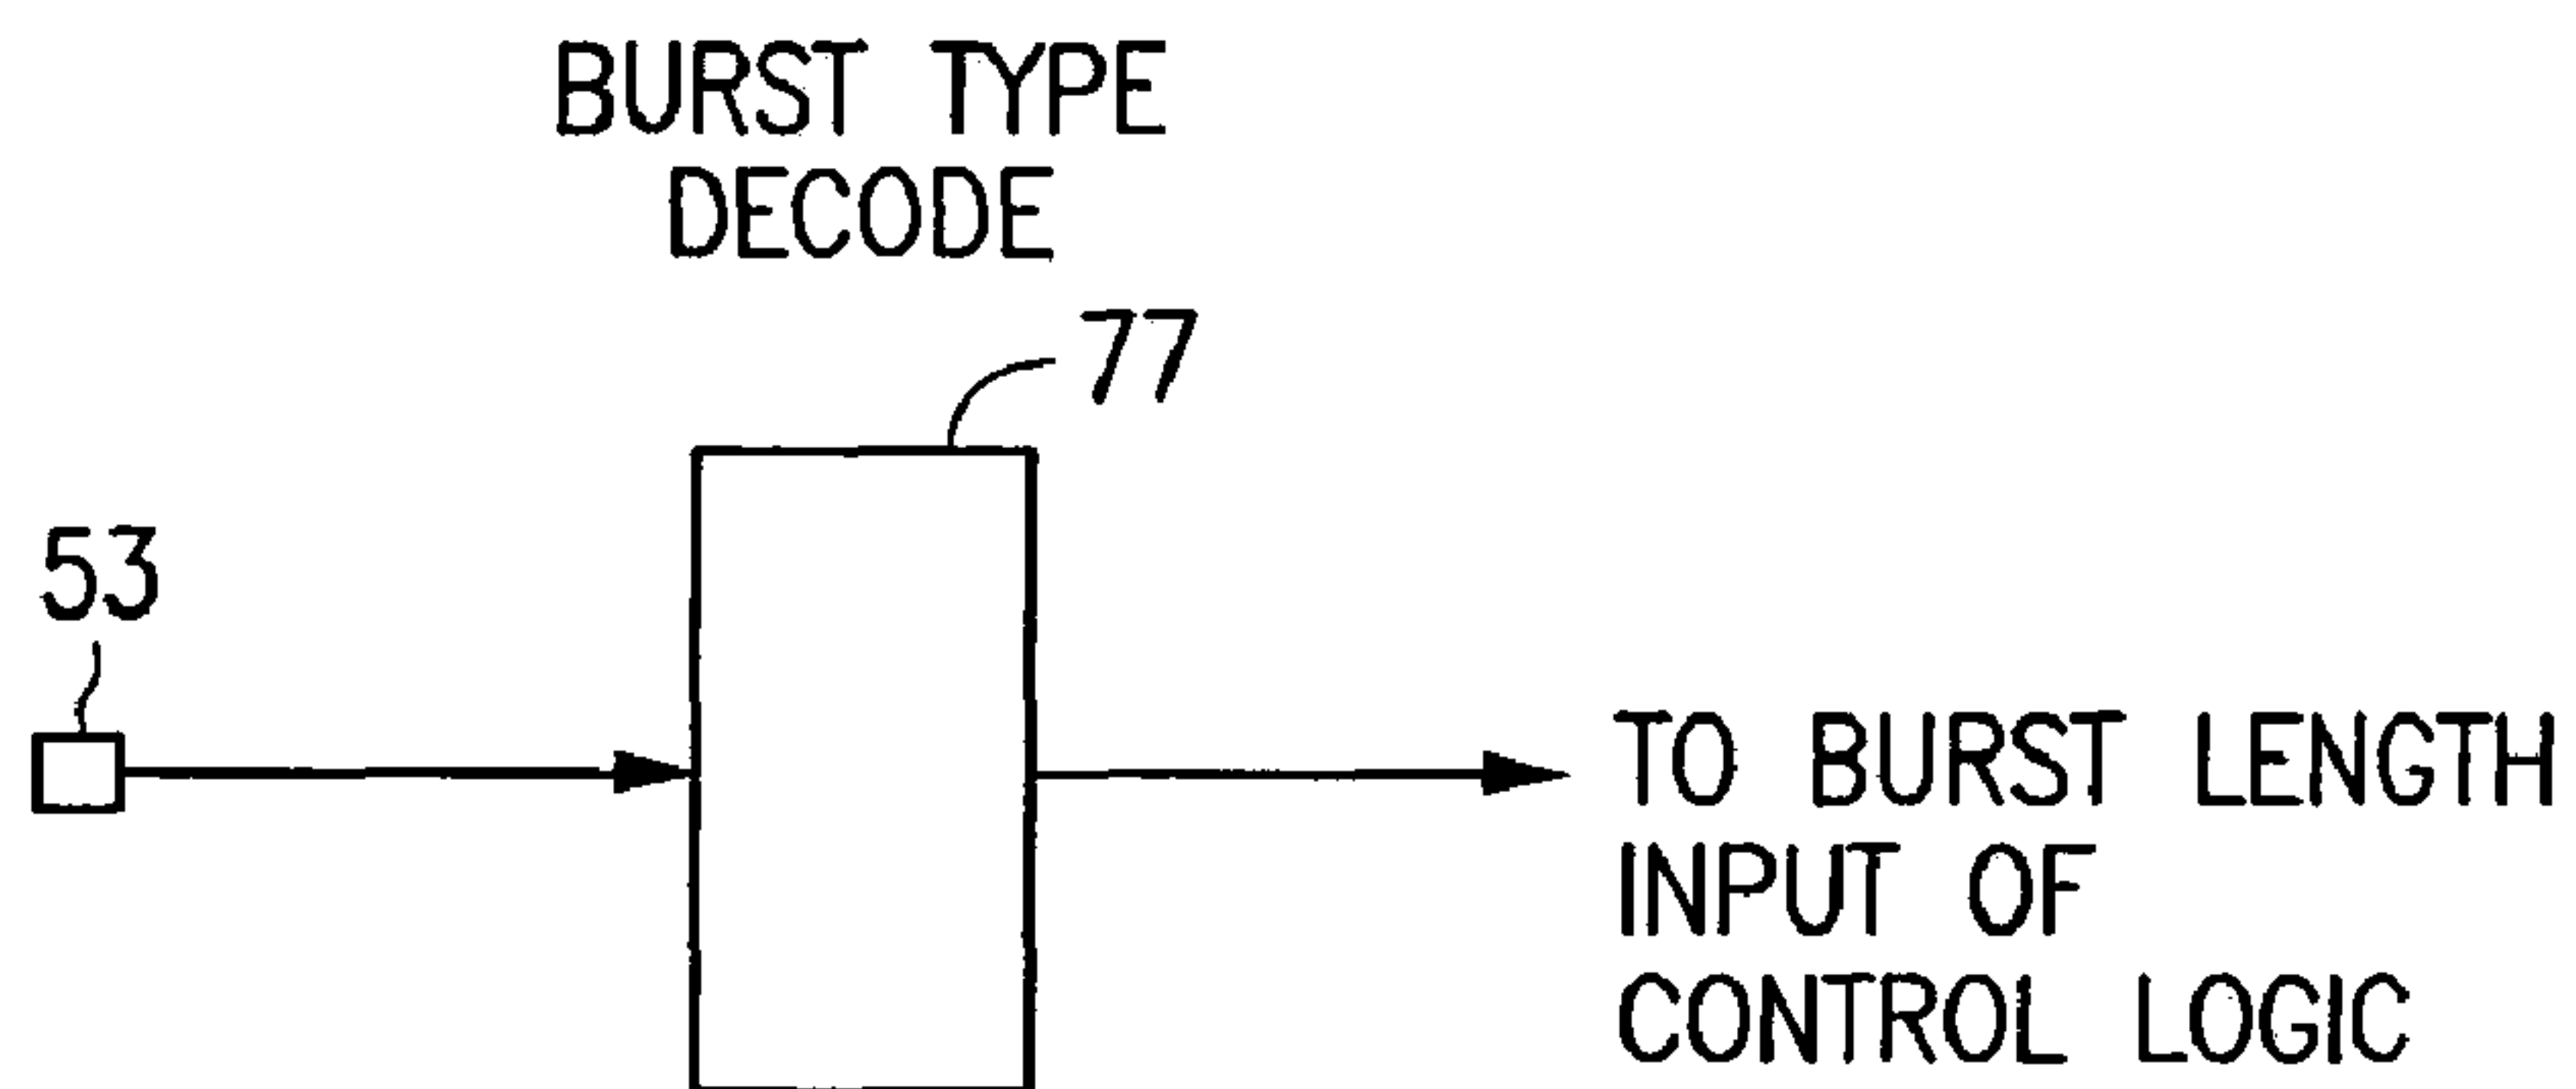 BURST TYPE
DECODE
77
53
TO BURST LENGTH
INPUT OF
CONTROL LOGIC